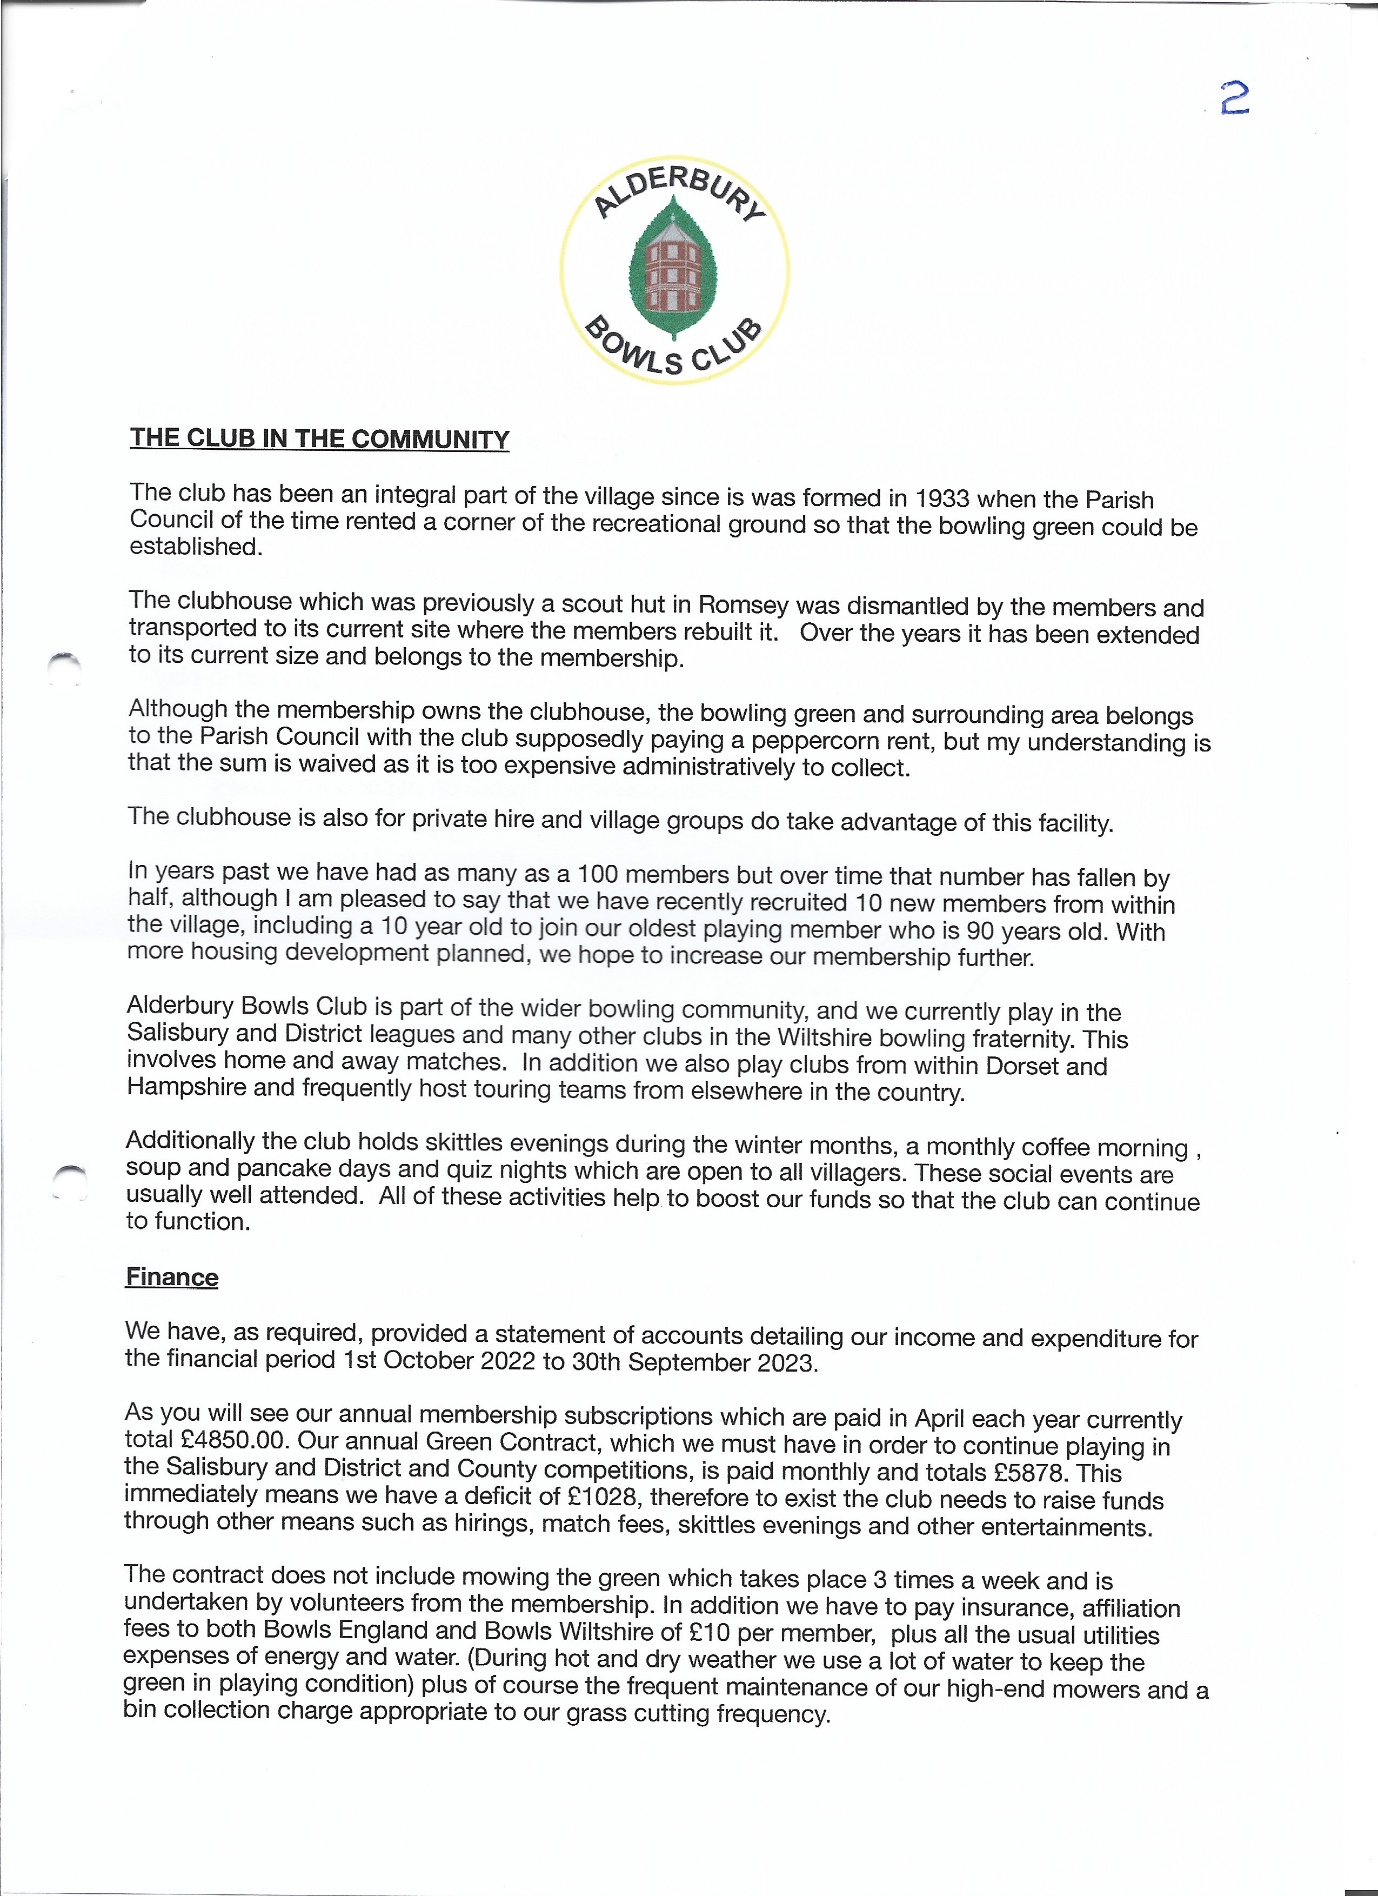 2
ALDERBURY
BOWLS CLUB
THE CLUB IN THE COMMUNITY
The club has been an integral part of the village since is was formed in 1933 when the Parish
Council of the time rented a corner of the recreational ground so that the bowling green could be
established.
The clubhouse which was previously a scout hut in Romsey was dismantled by the members and
transported to its current site where the members rebuilt it.   Over the years it has been extended
to its current size and belongs to the membership.
Although the membership owns the clubhouse, the bowling green and surrounding area belongs
to the Parish Council with the club supposedly paying a peppercorn rent, but my understanding is
that the sum is waived as it is too expensive administratively to collect.
The clubhouse is also for private hire and village groups do take advantage of this facility.
In years past we have had as many as a 100 members but over time that number has fallen by
half, although I am pleased to say that we have recently recruited 10 new members from within
the village, including a 10 year old to join our oldest playing member who is 90 years old. With
more housing development planned, we hope to increase our membership further.
Alderbury Bowls Club is part of the wider bowling community, and we currently play in the
Salisbury and District leagues and many other clubs in the Wiltshire bowling fraternity. This
involves home and away matches.  In addition we also play clubs from within Dorset and
Hampshire and frequently host touring teams from elsewhere in the country.
Additionally the club holds skittles evenings during the winter months, a monthly coffee morning ,
soup and pancake days and quiz nights which are open to all villagers. These social events are
usually well attended.  All of these activities help to boost our funds so that the club can continue
to function.
Finance
We have, as required, provided a statement of accounts detailing our income and expenditure for
the financial period 1st October 2022 to 30th September 2023.
As you will see our annual membership subscriptions which are paid in April each year currently
total £4850.00. Our annual Green Contract, which we must have in order to continue playing in
the Salisbury and District and County competitions, is paid monthly and totals £5878. This
immediately means we have a deficit of £1028, therefore to exist the club needs to raise funds
through other means such as hirings, match fees, skittles evenings and other entertainments.
The contract does not include mowing the green which takes place 3 times a week and is
undertaken by volunteers from the membership. In addition we have to pay insurance, affiliation
fees to both Bowls England and Bowls Wiltshire of £10 per member,  plus all the usual utilities
expenses of energy and water. (During hot and dry weather we use a lot of water to keep the
green in playing condition) plus of course the frequent maintenance of our high-end mowers and a
bin collection charge appropriate to our grass cutting frequency.